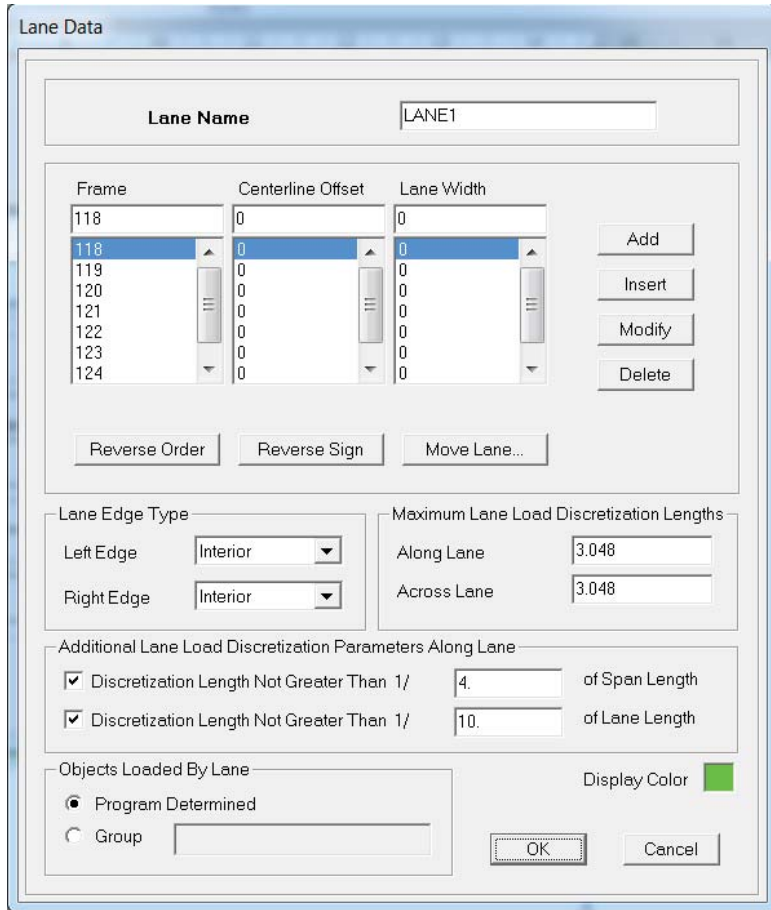 Lane Data
Lane Name LANE1
Frame Centerline Offset Lane Width
118 0 0
118 0 0
119 0 0
120 0 0
121 0 0
122 0 0
123 0 0
124 0 0
Add
Insert
Modify
Delete
Reverse Order Reverse Sign Move Lane...
Lane Edge Type
Left Edge Interior
Right Edge Interior
Maximum Lane Load Discretization Lengths
Along Lane 3.048
Across Lane 3.048
Additional Lane Load Discretization Parameters Along Lane
Discretization Length Not Greater Than 1/ 4. of Span Length
Discretization Length Not Greater Than 1/ 10. of Lane Length
Objects Loaded By Lane
Program Determined
Group
Display Color
OK Cancel